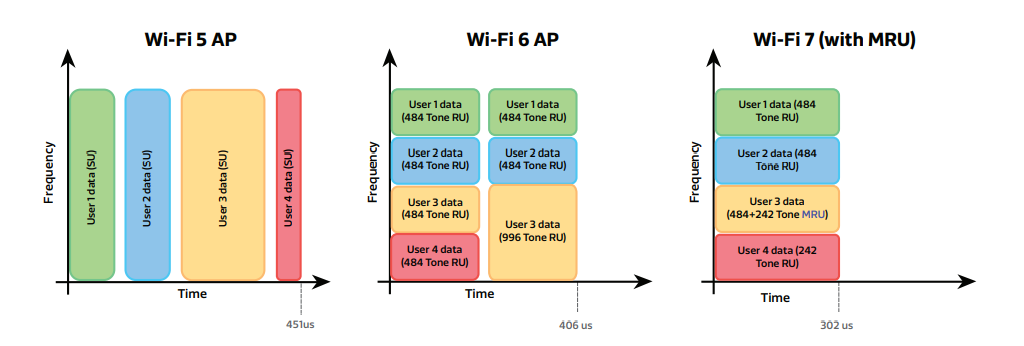 Wi-Fi 5 AP
Frequency
User 1 data (SU)
User 2 data (SU)
User 3 data (SU)
User 4 data (SU)
Time
451us
Wi-Fi 6 AP
Frequency
User 1 data
(484 Tone RU)
User 1 data
(484 Tone RU)
User 2 data
(484 Tone RU)
User 2 data
(484 Tone RU)
User 3 data
(484 Tone RU)
User 3 data
(996 Tone RU)
User 4 data
(484 Tone RU)
Time
406 us
Wi-Fi 7 (with MRU)
Frequency
User 1 data (484
Tone RU)
User 2 data (484
Tone RU)
User 3 data
(484+242 Tone MRU)
User 4 data (242
Tone RU)
Time
302 us